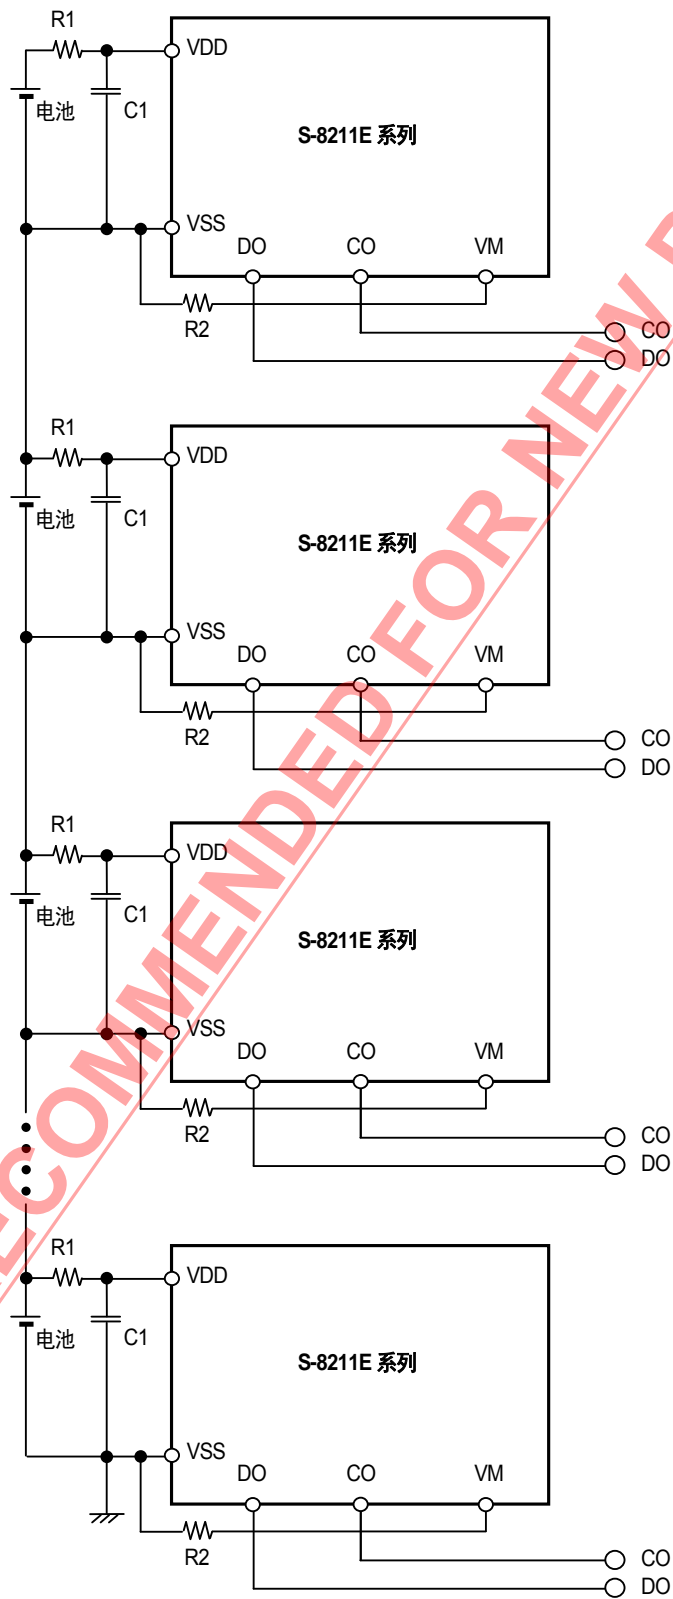 R1
VDD
电池
C1
S-8211E 系列
VSS
DO
CO
VM
R2
CO
DO
R1
VDD
电池
C1
S-8211E 系列
VSS
DO
CO
VM
R2
CO
DO
R1
VDD
电池
C1
S-8211E 系列
VSS
DO
CO
VM
R2
CO
DO
R1
VDD
电池
C1
S-8211E 系列
VSS
DO
CO
VM
R2
CO
DO
RECOMMENDED FOR NEW